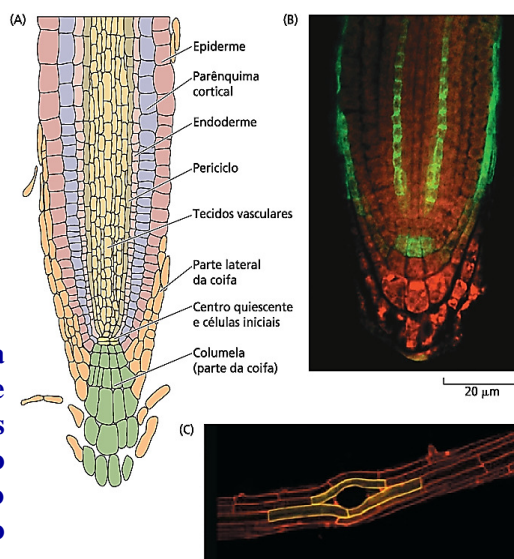 (A)
Epiderme
Parênquima
cortical
Endoderme
Periciclo
Tecidos vasculares
Parte lateral
da coifa
Centro quiescente
e células iniciais
Columela
(parte da coifa)
(B)
20 µm
(C)
a
e
s
o
o
o